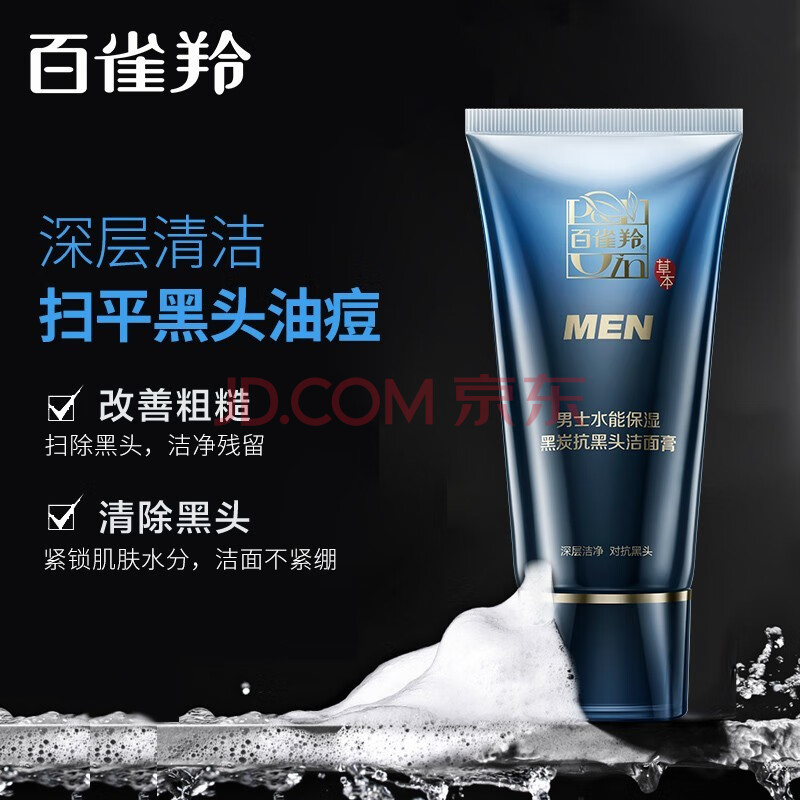 百雀羚
深层清洁
扫平黑头油痘
改善粗糙
扫除黑头，洁净残留
清除黑头
紧锁肌肤水分，洁面不紧绷
JD.COM 京东
百雀羚
草本
MEN
男士水能保湿
黑炭抗黑头洁面膏
深层洁净 对抗黑头